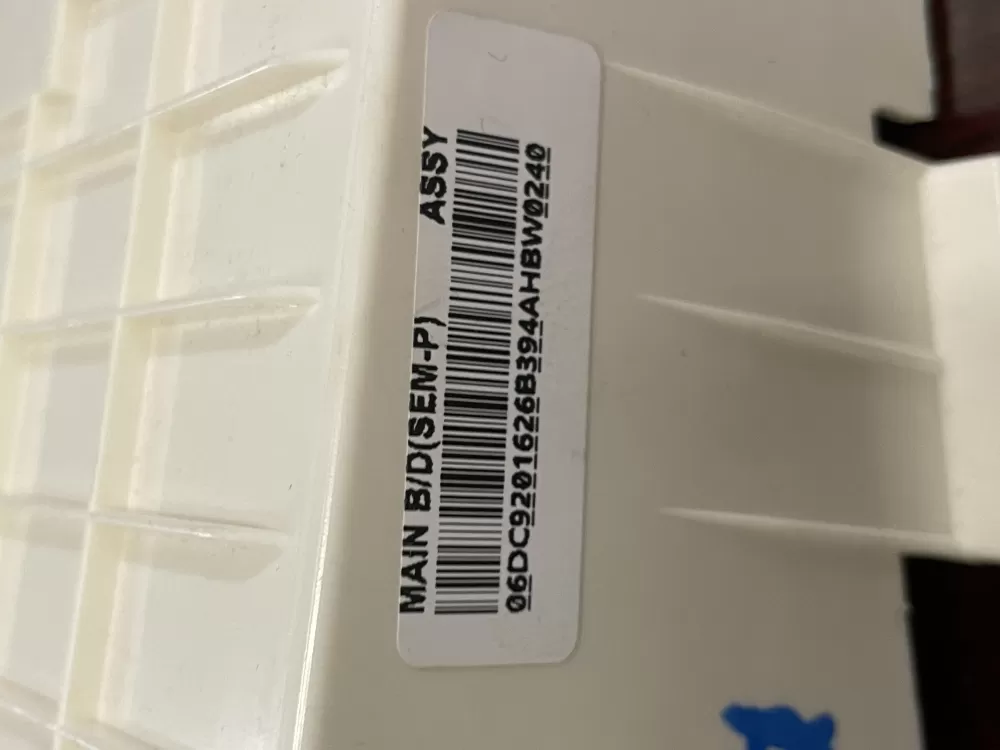 MAIN B/D(SEM-P) ASSY
06DC9201626B394AHBW0240